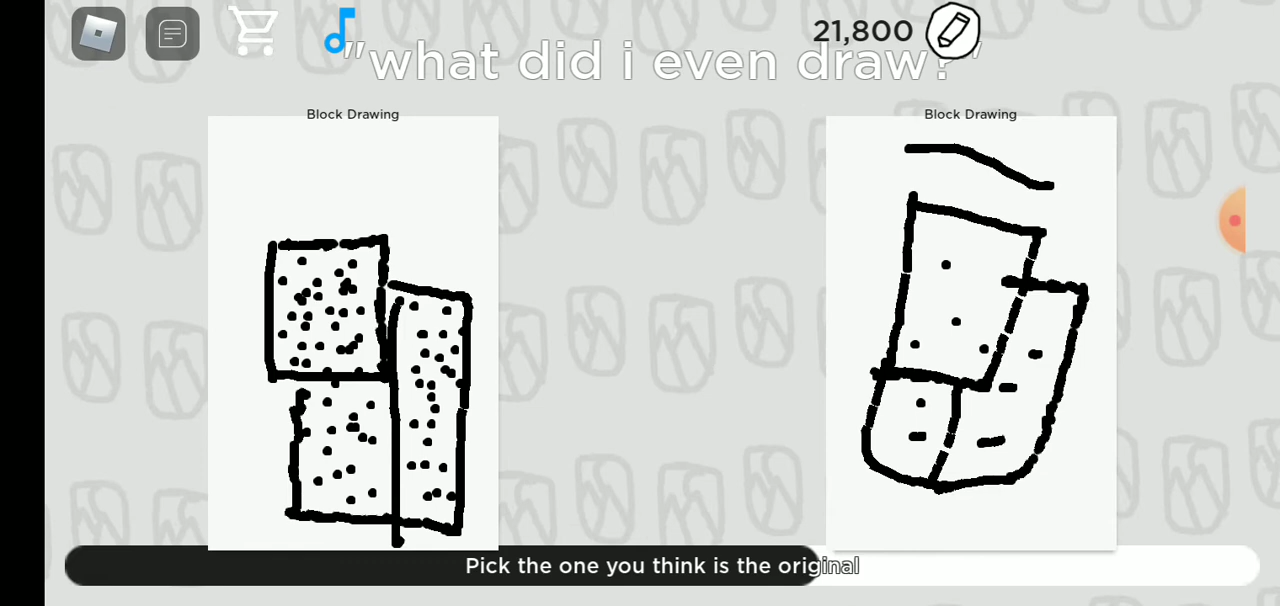 21,800
"what did i even draw?"
Block Drawing
Block Drawing
Pick the one you think is the original